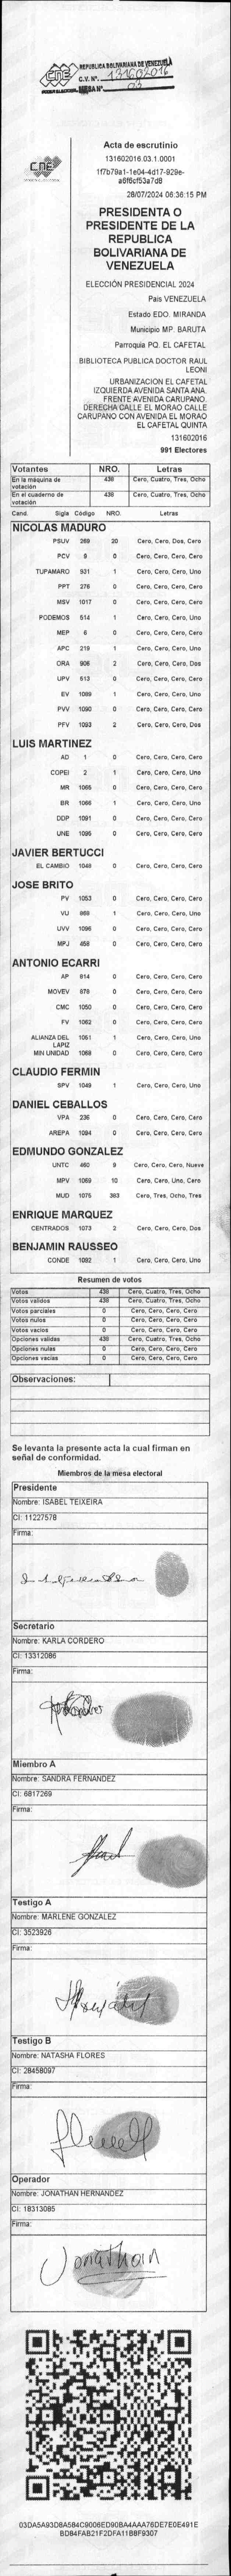 CNE
REPUBLICA BOLIVARIANA DE VENEZUELA
C.V. Nº. 131602016
MESA Nº 03
CNE
Acta de escrutinio
131602016.03.1.0001
1f7b79a1-1e04-4d17-929e-
a6f6cf53a7d8
28/07/2024 06:36:15 PM
PRESIDENTA O
PRESIDENTE DE LA
REPUBLICA
BOLIVARIANA DE
VENEZUELA
ELECCIÓN PRESIDENCIAL 2024
Pais VENEZUELA
Estado EDO. MIRANDA
Municipio MP. BARUTA
Parroquia PQ. EL CAFETAL
BIBLIOTECA PUBLICA DOCTOR RAUL
LEONI
URBANIZACION EL CAFETAL
IZQUIERDA AVENIDA SANTA ANA.
FRENTE AVENIDA CARUPANO.
DERECHA CALLE EL MORAO CALLE
CARUPANO CON AVENIDA EL MORAO
EL CAFETAL QUINTA
131602016
991 Electores
Votantes NRO. Letras
En la máquina de votación 438 Cero, Cuatro, Tres, Ocho
En el cuaderno de votación 438 Cero, Cuatro, Tres, Ocho
Cand. Sigla Código NRO. Letras
NICOLAS MADURO
PSUV 269 20 Cero, Cero, Dos, Cero
PCV 9 0 Cero, Cero, Cero, Cero
TUPAMARO 931 1 Cero, Cero, Cero, Uno
PPT 276 0 Cero, Cero, Cero, Cero
MSV 1017 0 Cero, Cero, Cero, Cero
PODEMOS 514 1 Cero, Cero, Cero, Uno
MEP 6 0 Cero, Cero, Cero, Cero
APC 219 1 Cero, Cero, Cero, Uno
ORA 906 2 Cero, Cero, Cero, Dos
UPV 613 0 Cero, Cero, Cero, Cero
EV 1089 1 Cero, Cero, Cero, Uno
PVV 1090 0 Cero, Cero, Cero, Cero
PFV 1093 2 Cero, Cero, Cero, Dos
LUIS MARTINEZ
AD 1 0 Cero, Cero, Cero, Cero
COPEI 2 1 Cero, Cero, Cero, Uno
MR 1065 0 Cero, Cero, Cero, Cero
BR 1066 1 Cero, Cero, Cero, Uno
DDP 1091 0 Cero, Cero, Cero, Cero
UNE 1095 0 Cero, Cero, Cero, Cero
JAVIER BERTUCCI
EL CAMBIO 1048 0 Cero, Cero, Cero, Cero
JOSE BRITO
PV 1053 0 Cero, Cero, Cero, Cero
VU 869 1 Cero, Cero, Cero, Uno
UVV 1096 0 Cero, Cero, Cero, Cero
MPJ 458 0 Cero, Cero, Cero, Cero
ANTONIO ECARRI
AP 814 0 Cero, Cero, Cero, Cero
MOVEV 878 0 Cero, Cero, Cero, Cero
CMC 1050 0 Cero, Cero, Cero, Cero
FV 1062 0 Cero, Cero, Cero, Cero
ALIANZA DEL LAPIZ 1061 1 Cero, Cero, Cero, Uno
MIN UNIDAD 1068 0 Cero, Cero, Cero, Cero
CLAUDIO FERMIN
SPV 1049 1 Cero, Cero, Cero, Uno
DANIEL CEBALLOS
VPA 236 0 Cero, Cero, Cero, Cero
AREPA 1094 0 Cero, Cero, Cero, Cero
EDMUNDO GONZALEZ
UNTC 460 9 Cero, Cero, Cero, Nueve
MPV 1069 10 Cero, Cero, Uno, Cero
MUD 1075 383 Cero, Tres, Ocho, Tres
ENRIQUE MARQUEZ
CENTRADOS 1073 2 Cero, Cero, Cero, Dos
BENJAMIN RAUSSEO
CONDE 1092 1 Cero, Cero, Cero, Uno
Resumen de votos
Votos 438 Cero, Cuatro, Tres, Ocho
Votos validos 438 Cero, Cuatro, Tres, Ocho
Votos parciales 0 Cero, Cero, Cero, Cero
Votos nulos 0 Cero, Cero, Cero, Cero
Votos vacios 0 Cero, Cero, Cero, Cero
Opciones validas 438 Cero, Cuatro, Tres, Ocho
Opciones nulas 0 Cero, Cero, Cero, Cero
Opciones vacias 0 Cero, Cero, Cero, Cero
Observaciones:
Se levanta la presente acta la cual firman en
señal de conformidad.
Miembros de la mesa electoral
Presidente
Nombre: ISABEL TEIXEIRA
CI: 11227578
Firma:
Secretario
Nombre: KARLA CORDERO
CI: 13312086
Firma:
Miembro A
Nombre: SANDRA FERNANDEZ
CI: 6817269
Firma:
Testigo A
Nombre: MARLENE GONZALEZ
CI: 3523926
Firma:
Testigo B
Nombre: NATASHA FLORES
CI: 28458097
Firma:
Operador
Nombre: JONATHAN HERNANDEZ
CI: 18313085
Firma:
Jonathan
03DA5A93D8A584C9006ED90BA4AAA76DE7E0E491E
BD84FAB21F2DFA11B8F9307